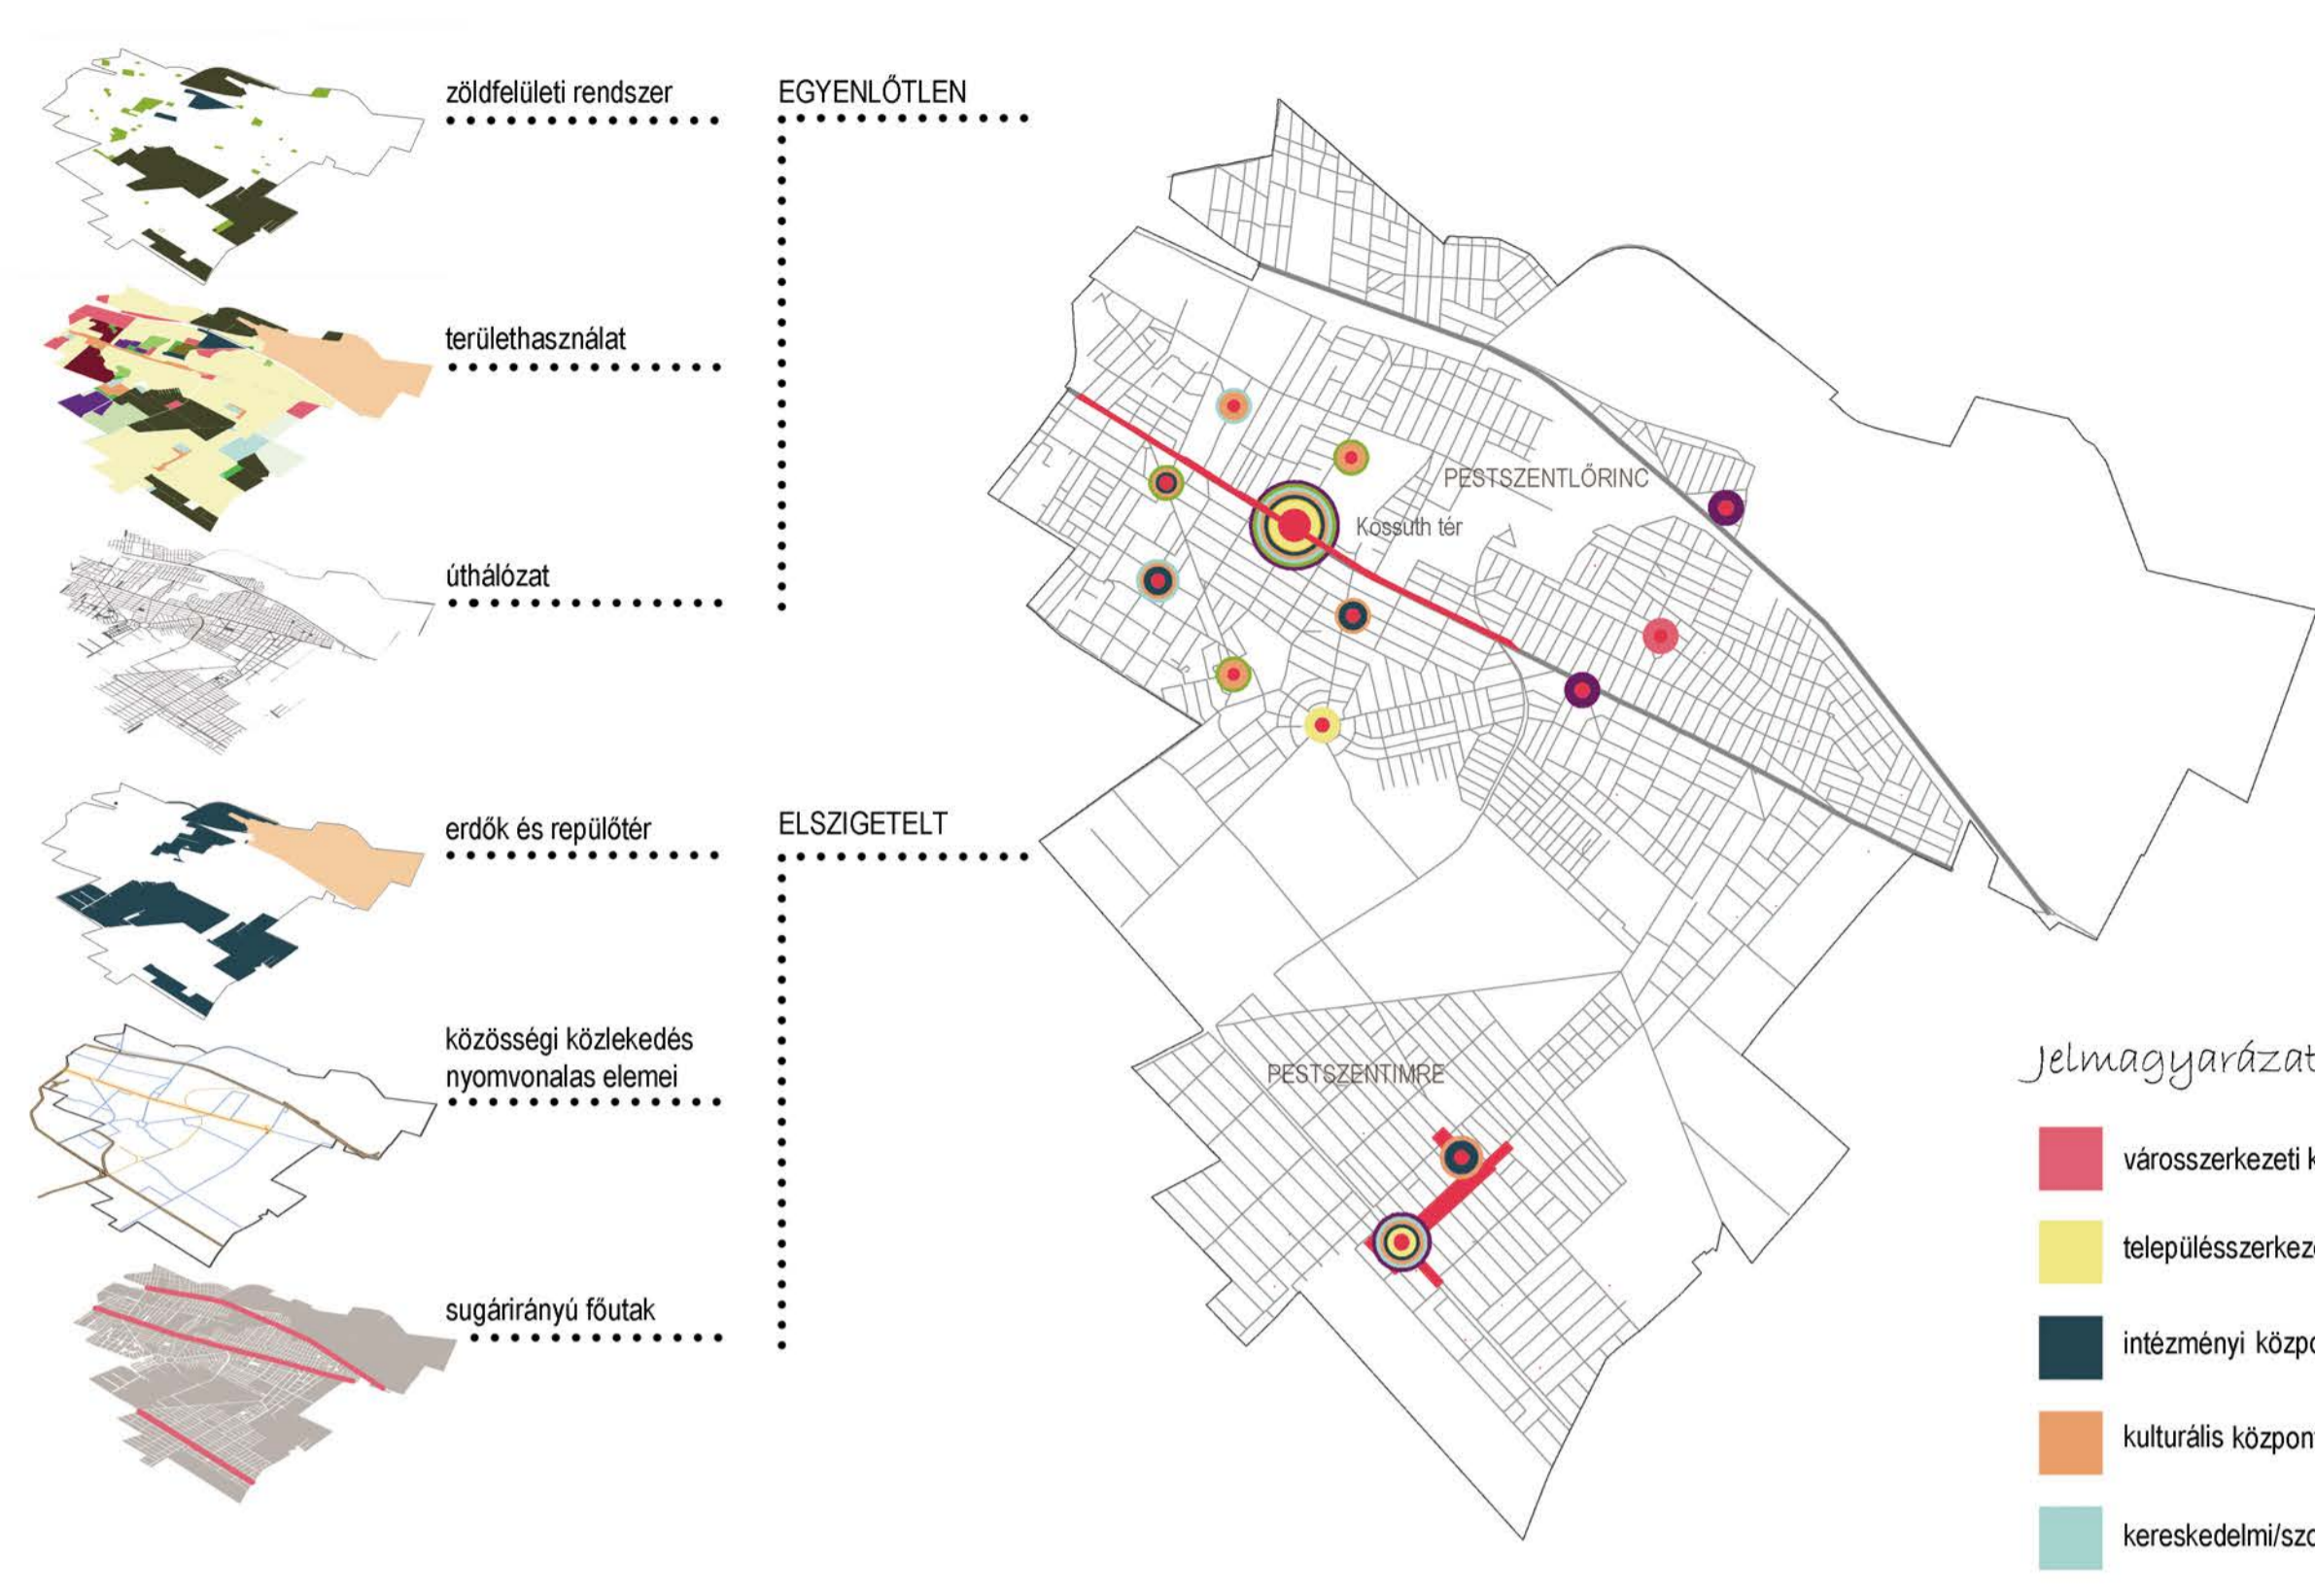 zöldfelületi rendszer
területhasználat
úthálózat
erdők és repülőtér
közösségi közlekedés
nyomvonalas elemei
sugárirányú főutak
EGYENLŐTLEN
ELSZIGETELT
PESTSZENTLŐRINC
Kossuth tér
PESTSZENTIMRE
Jelmagyarázat
városszerkezeti
településszerkez
intézményi közpo
kulturális közpon
kereskedelmi/szo